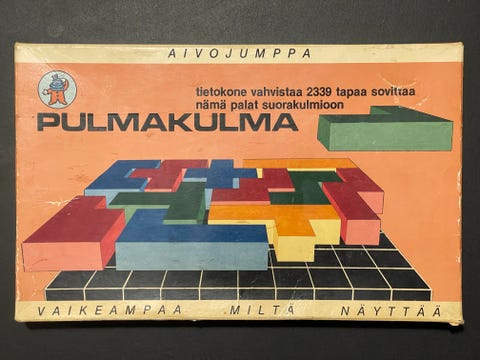 AIVOJUMPPA
tietokone vahvistaa 2339 tapaa sovittaa
nämä palat suorakulmioon
PULMAKULMA
VAIKEAMPAA MILTÄ NÄYTTÄÄ